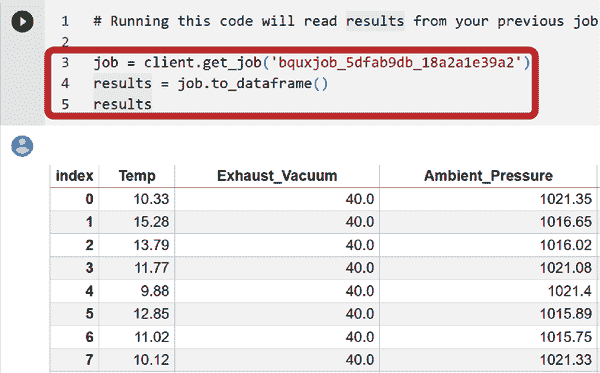 1 # Running this code will read results from your previous job
2
3 job = client.get_job('bquxjob_5dfab9db_18a2a1e39a2')
4 results = job.to_dataframe()
5 results
index Temp Exhaust_Vacuum Ambient_Pressure
0 10.33 40.0 1021.35
1 15.28 40.0 1016.65
2 13.79 40.0 1016.02
3 11.77 40.0 1021.08
4 9.88 40.0 1021.4
5 12.85 40.0 1015.89
6 11.02 40.0 1015.75
7 10.12 40.0 1021.33